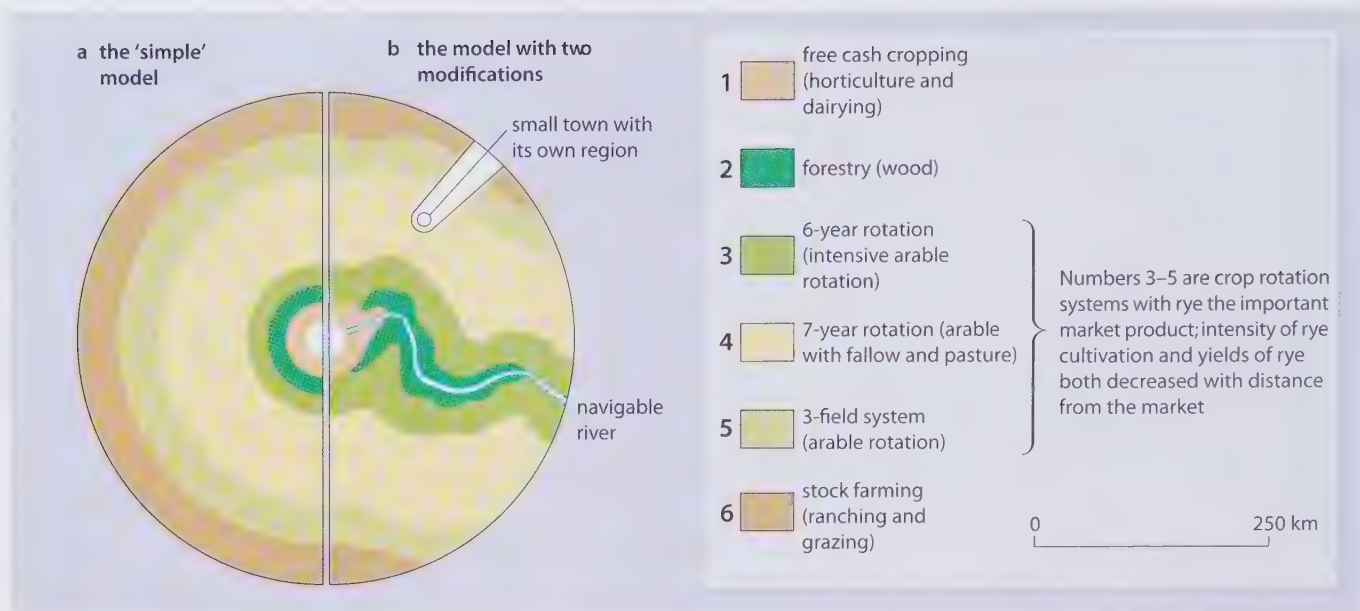 a the 'simple'
model
b the model with two
modifications
small town with
its own region
navigable
river
1
free cash cropping
(horticulture and
dairying)
2 forestry (wood)
3
6-year rotation
(intensive arable
rotation)
4
7-year rotation (arable
with fallow and pasture)
5
3-field system
(arable rotation)
6
stock farming
(ranching and
grazing)
Numbers 3–5 are crop rotation
systems with rye the important
market product; intensity of rye
cultivation and yields of rye
both decreased with distance
from the market
0 250 km